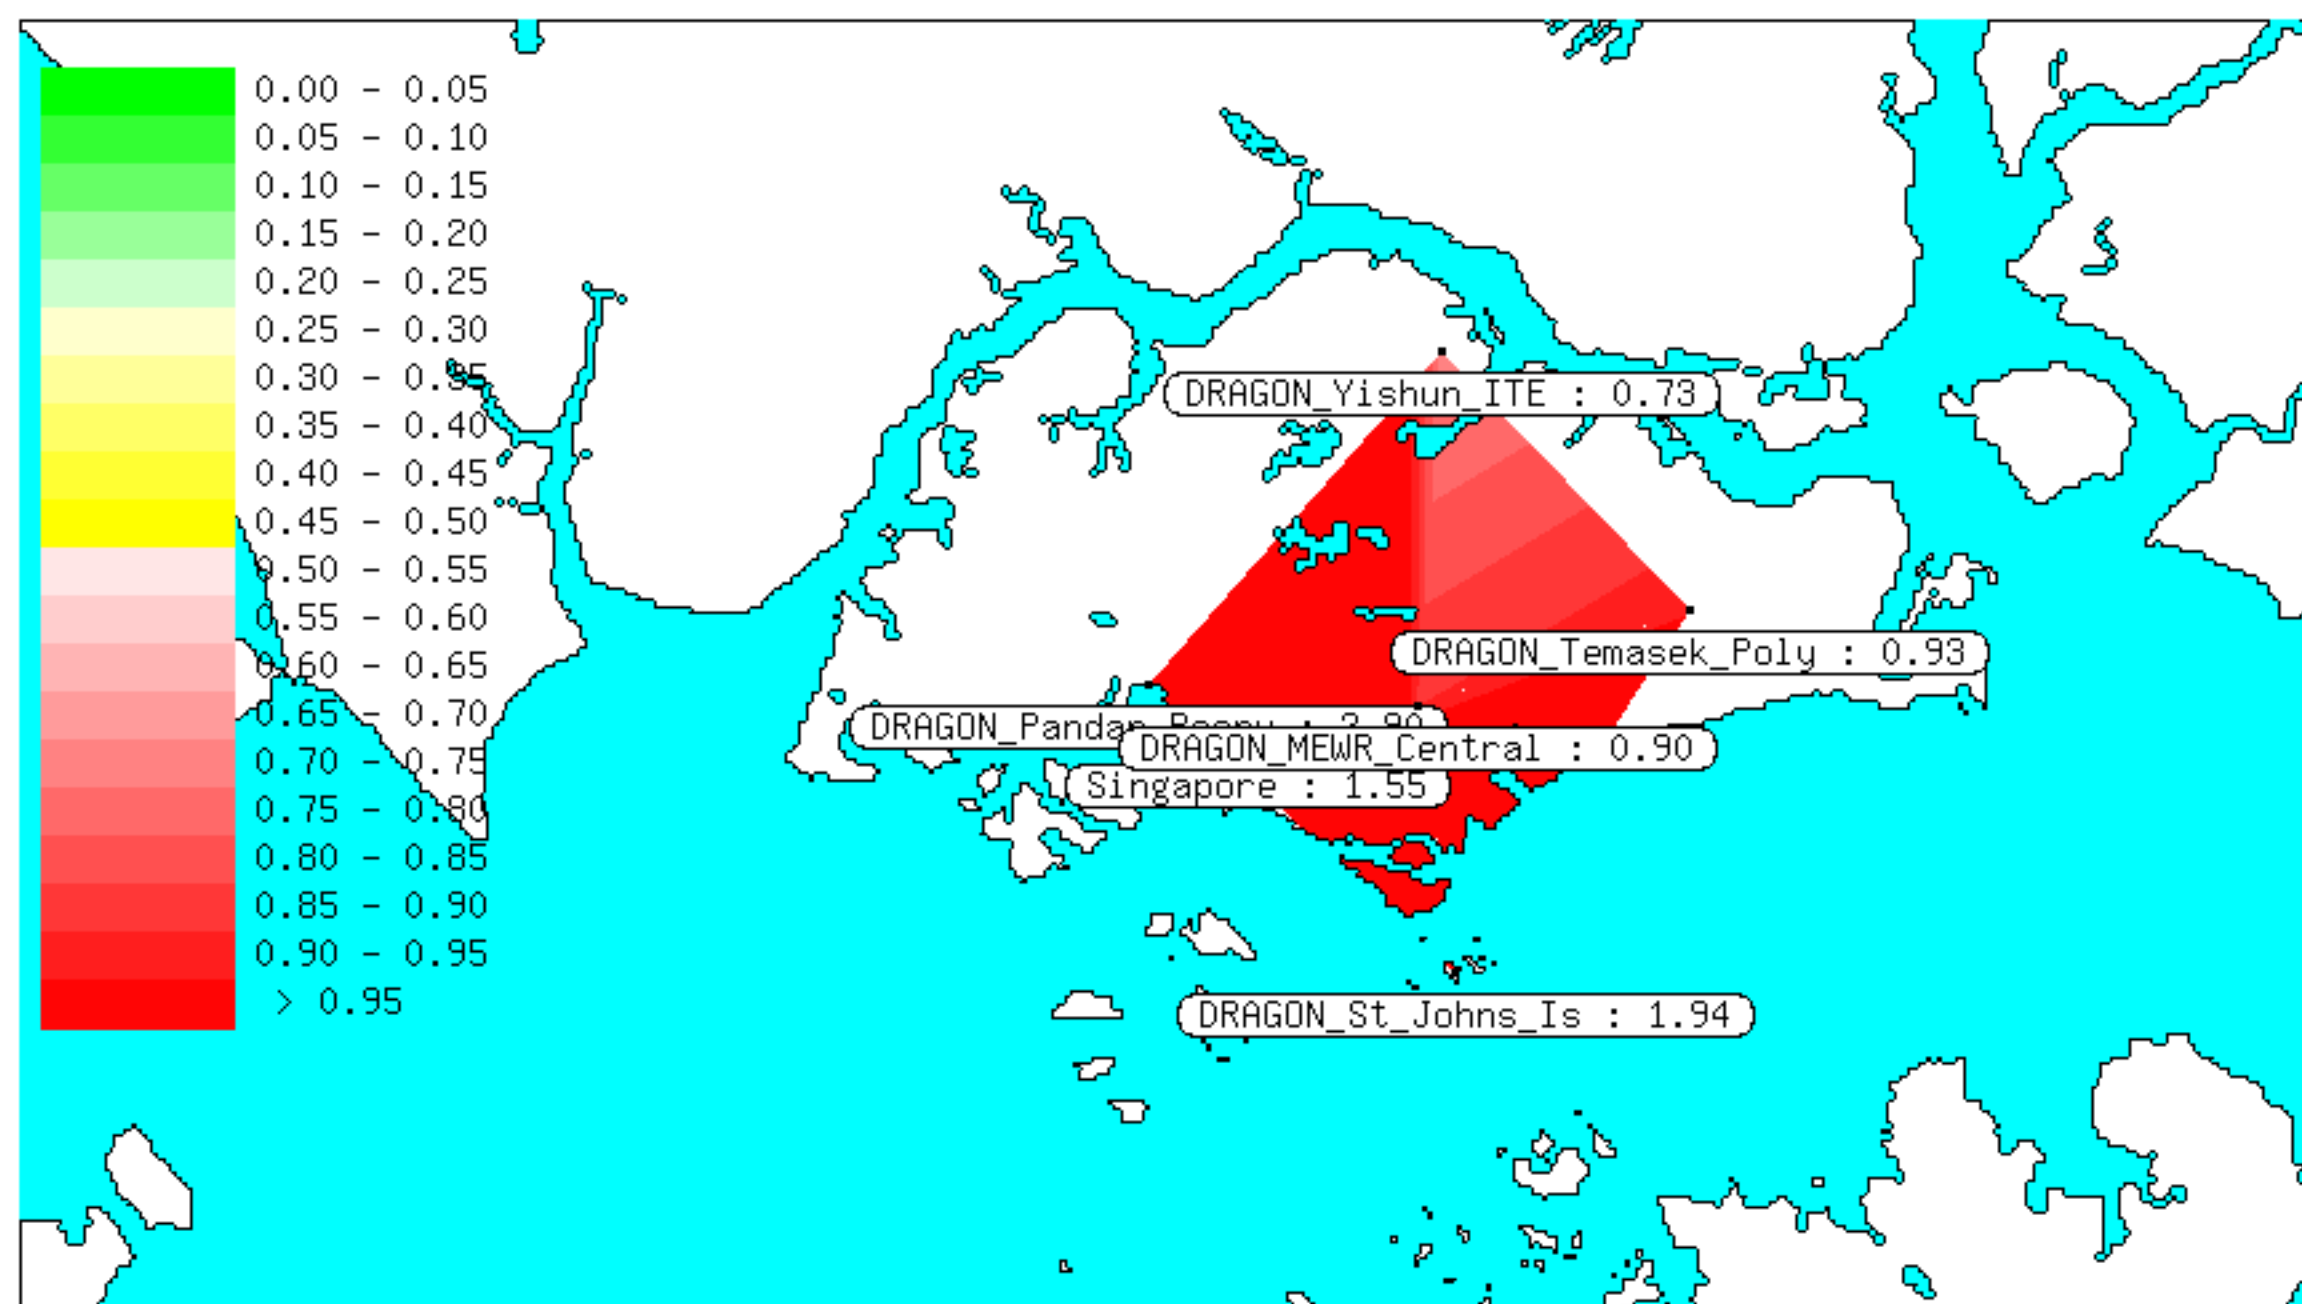 0.00 - 0.05
0.05 - 0.10
0.10 - 0.15
0.15 - 0.20
0.20 - 0.25
0.25 - 0.30
0.30 - 0.35
0.35 - 0.40
0.40 - 0.45
0.45 - 0.50
0.50 - 0.55
0.55 - 0.60
0.60 - 0.65
0.65 - 0.70
0.70 - 0.75
0.75 - 0.80
0.80 - 0.85
0.85 - 0.90
0.90 - 0.95
> 0.95
DRAGON_Yishun_ITE : 0.73
DRAGON_Temasek_Poly : 0.93
DRAGON_MEWR_Central : 0.90
Singapore : 1.55
DRAGON_St_Johns_Is : 1.94